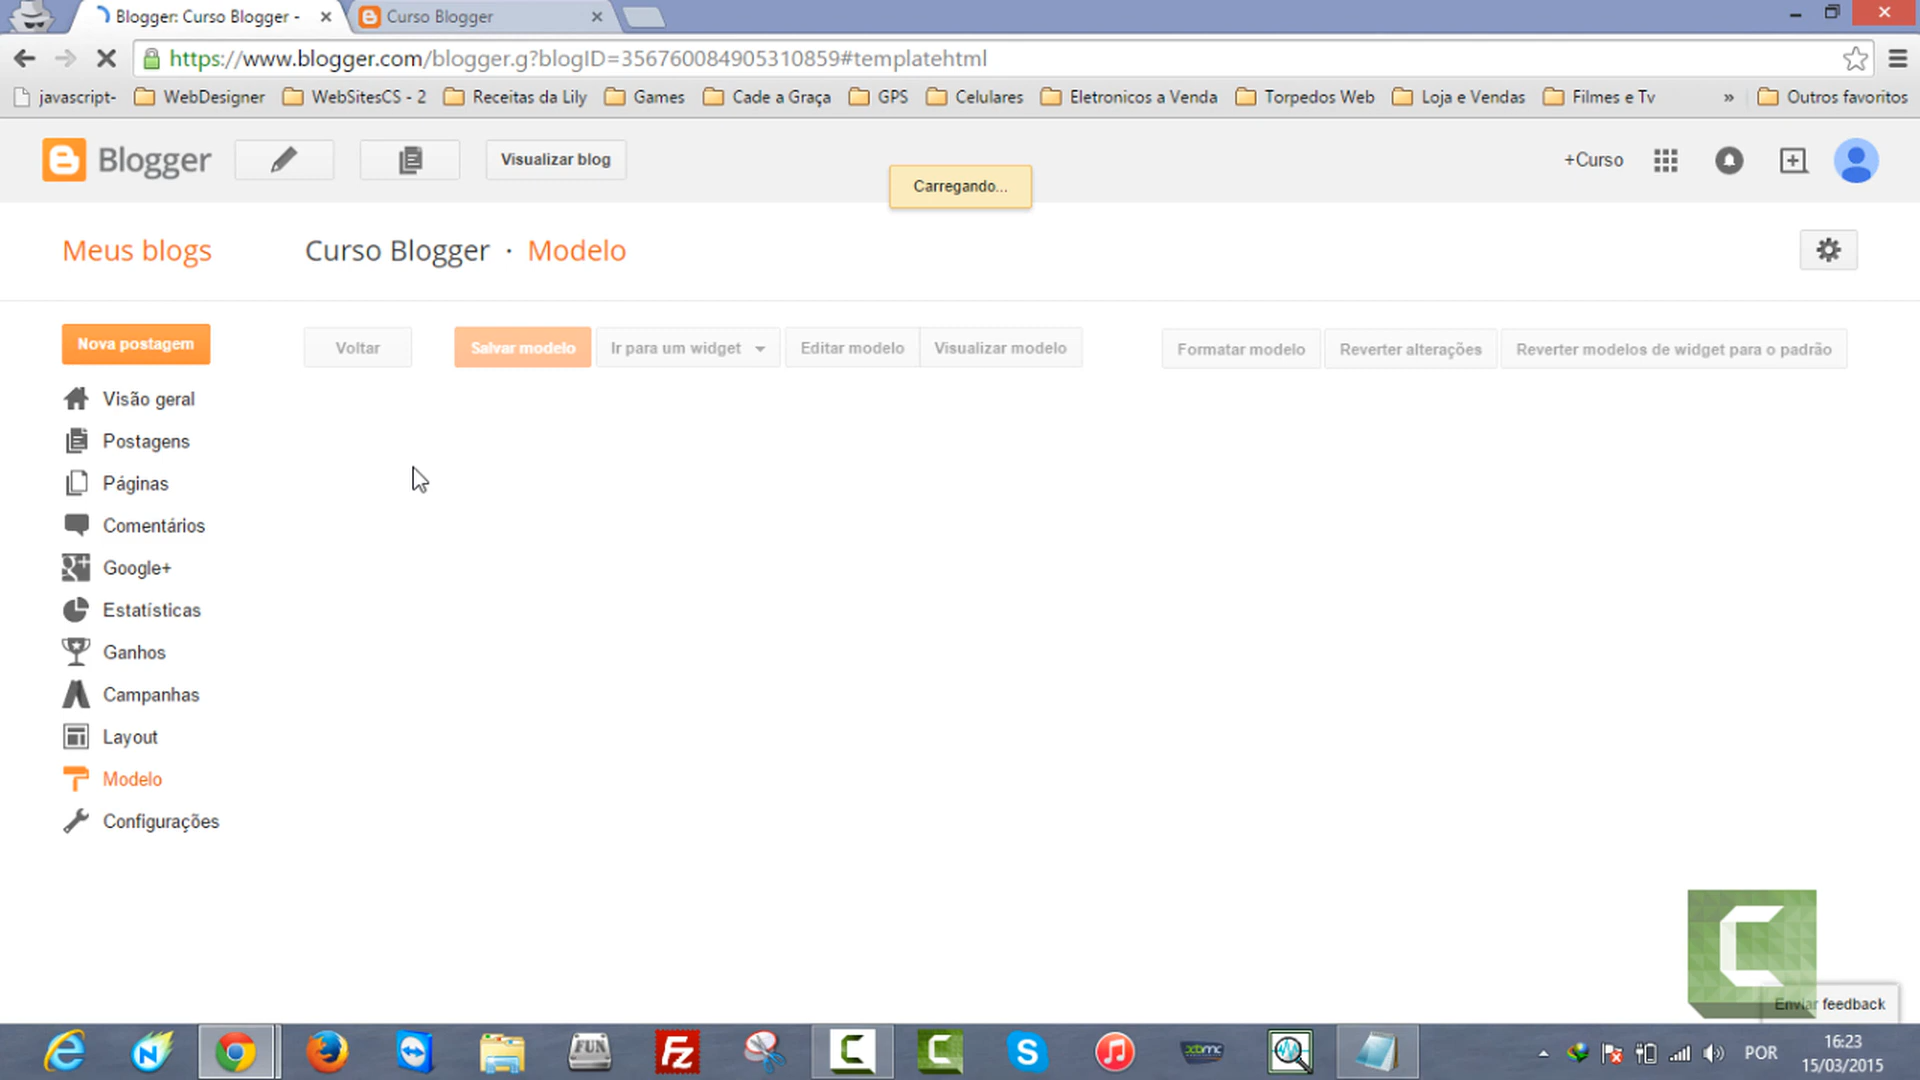 Blogger: Curso Blogger -
Curso Blogger
https://www.blogger.com/blogger.g?blogID=356760084905310859#templatehtml
javascript-
WebDesigner
WebSitesCS - 2
Receitas da Lily
Games
Cade a Graça
GPS
Celulares
Eletronicos a Venda
Torpedos Web
Loja e Vendas
Filmes e Tv
»
Outros favoritos
Blogger
Visualizar blog
Carregando...
+Curso
Meus blogs
Curso Blogger · Modelo
Nova postagem
Voltar
Salvar modelo
Ir para um widget
Editar modelo
Visualizar modelo
Formatar modelo
Reverter alterações
Reverter modelos de widget para o padrão
Visão geral
Postagens
Páginas
Comentários
Google+
Estatísticas
Ganhos
Campanhas
Layout
Modelo
Configurações
Enviar feedback
FUN
Fz
xbmc
POR
16:23
15/03/2015